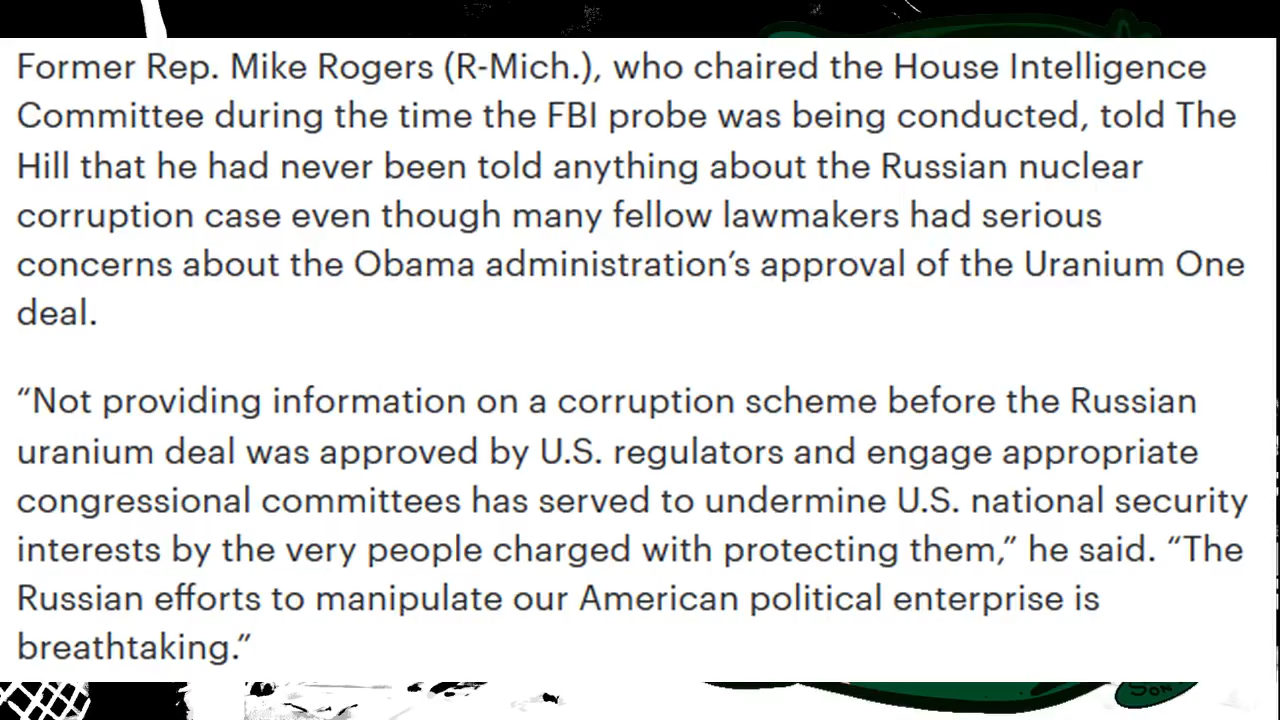 Former Rep. Mike Rogers (R-Mich.), who chaired the House Intelligence
Committee during the time the FBI probe was being conducted, told The
Hill that he had never been told anything about the Russian nuclear
corruption case even though many fellow lawmakers had serious
concerns about the Obama administration’s approval of the Uranium One
deal.
“Not providing information on a corruption scheme before the Russian
uranium deal was approved by U.S. regulators and engage appropriate
congressional committees has served to undermine U.S. national security
interests by the very people charged with protecting them,” he said. “The
Russian efforts to manipulate our American political enterprise is
breathtaking.”